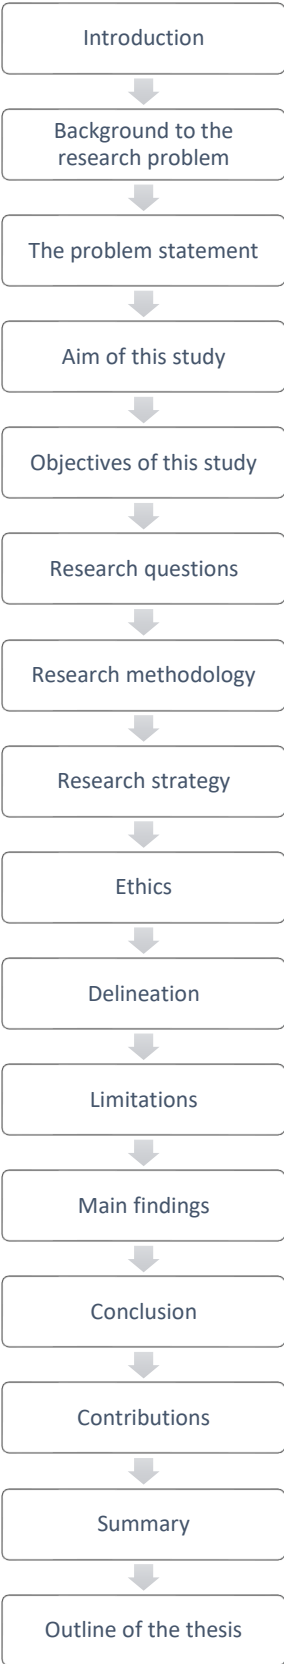 Introduction
Background to the
research problem
The problem statement
Aim of this study
Objectives of this study
Research questions
Research methodology
Research strategy
Ethics
Delineation
Limitations
Main findings
Conclusion
Contributions
Summary
Outline of the thesis